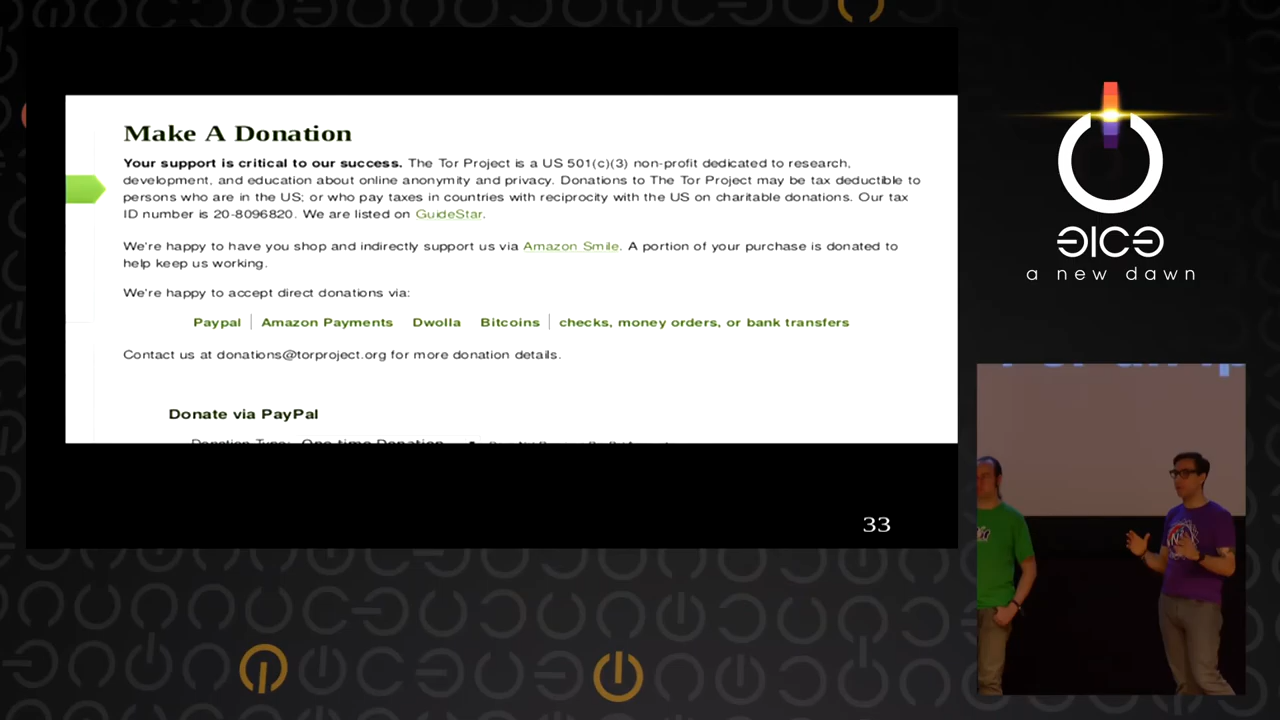 Make A Donation
Your support is critical to our success. The Tor Project is a US 501(c)(3) non-profit dedicated to research,
development, and education about online anonymity and privacy. Donations to The Tor Project may be tax deductible to
persons who are in the US; or who pay taxes in countries with reciprocity with the US on charitable donations. Our tax
ID number is 20-8096820. We are listed on GuideStar.
We're happy to have you shop and indirectly support us via Amazon Smile. A portion of your purchase is donated to
help keep us working.
We're happy to accept direct donations via:
Paypal Amazon Payments Dwolla Bitcoins checks, money orders, or bank transfers
Contact us at donations@torproject.org for more donation details.
Donate via PayPal
Donation Type: One-time Donation
33
a new dawn